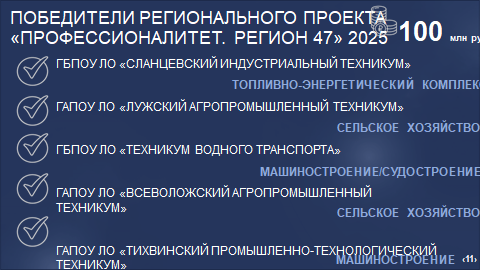 ПОБЕДИТЕЛИ РЕГИОНАЛЬНОГО ПРОЕКТА
«ПРОФЕССИОНАЛИТЕТ. РЕГИОН 47» 2025
100 млн ру
ГБПОУ ЛО «СЛАНЦЕВСКИЙ ИНДУСТРИАЛЬНЫЙ ТЕХНИКУМ»
ТОПЛИВНО-ЭНЕРГЕТИЧЕСКИЙ КОМПЛЕКС
ГАПОУ ЛО «ЛУЖСКИЙ АГРОПРОМЫШЛЕННЫЙ ТЕХНИКУМ»
СЕЛЬСКОЕ ХОЗЯЙСТВО
ГБПОУ ЛО «ТЕХНИКУМ ВОДНОГО ТРАНСПОРТА»
МАШИНОСТРОЕНИЕ/СУДОСТРОЕНИЕ
ГАПОУ ЛО «ВСЕВОЛОЖСКИЙ АГРОПРОМЫШЛЕННЫЙ
ТЕХНИКУМ»
СЕЛЬСКОЕ ХОЗЯЙСТВО
ГАПОУ ЛО «ТИХВИНСКИЙ ПРОМЫШЛЕННО-ТЕХНОЛОГИЧЕСКИЙ
ТЕХНИКУМ»
МАШИНОСТРОЕНИЕ ‹11›